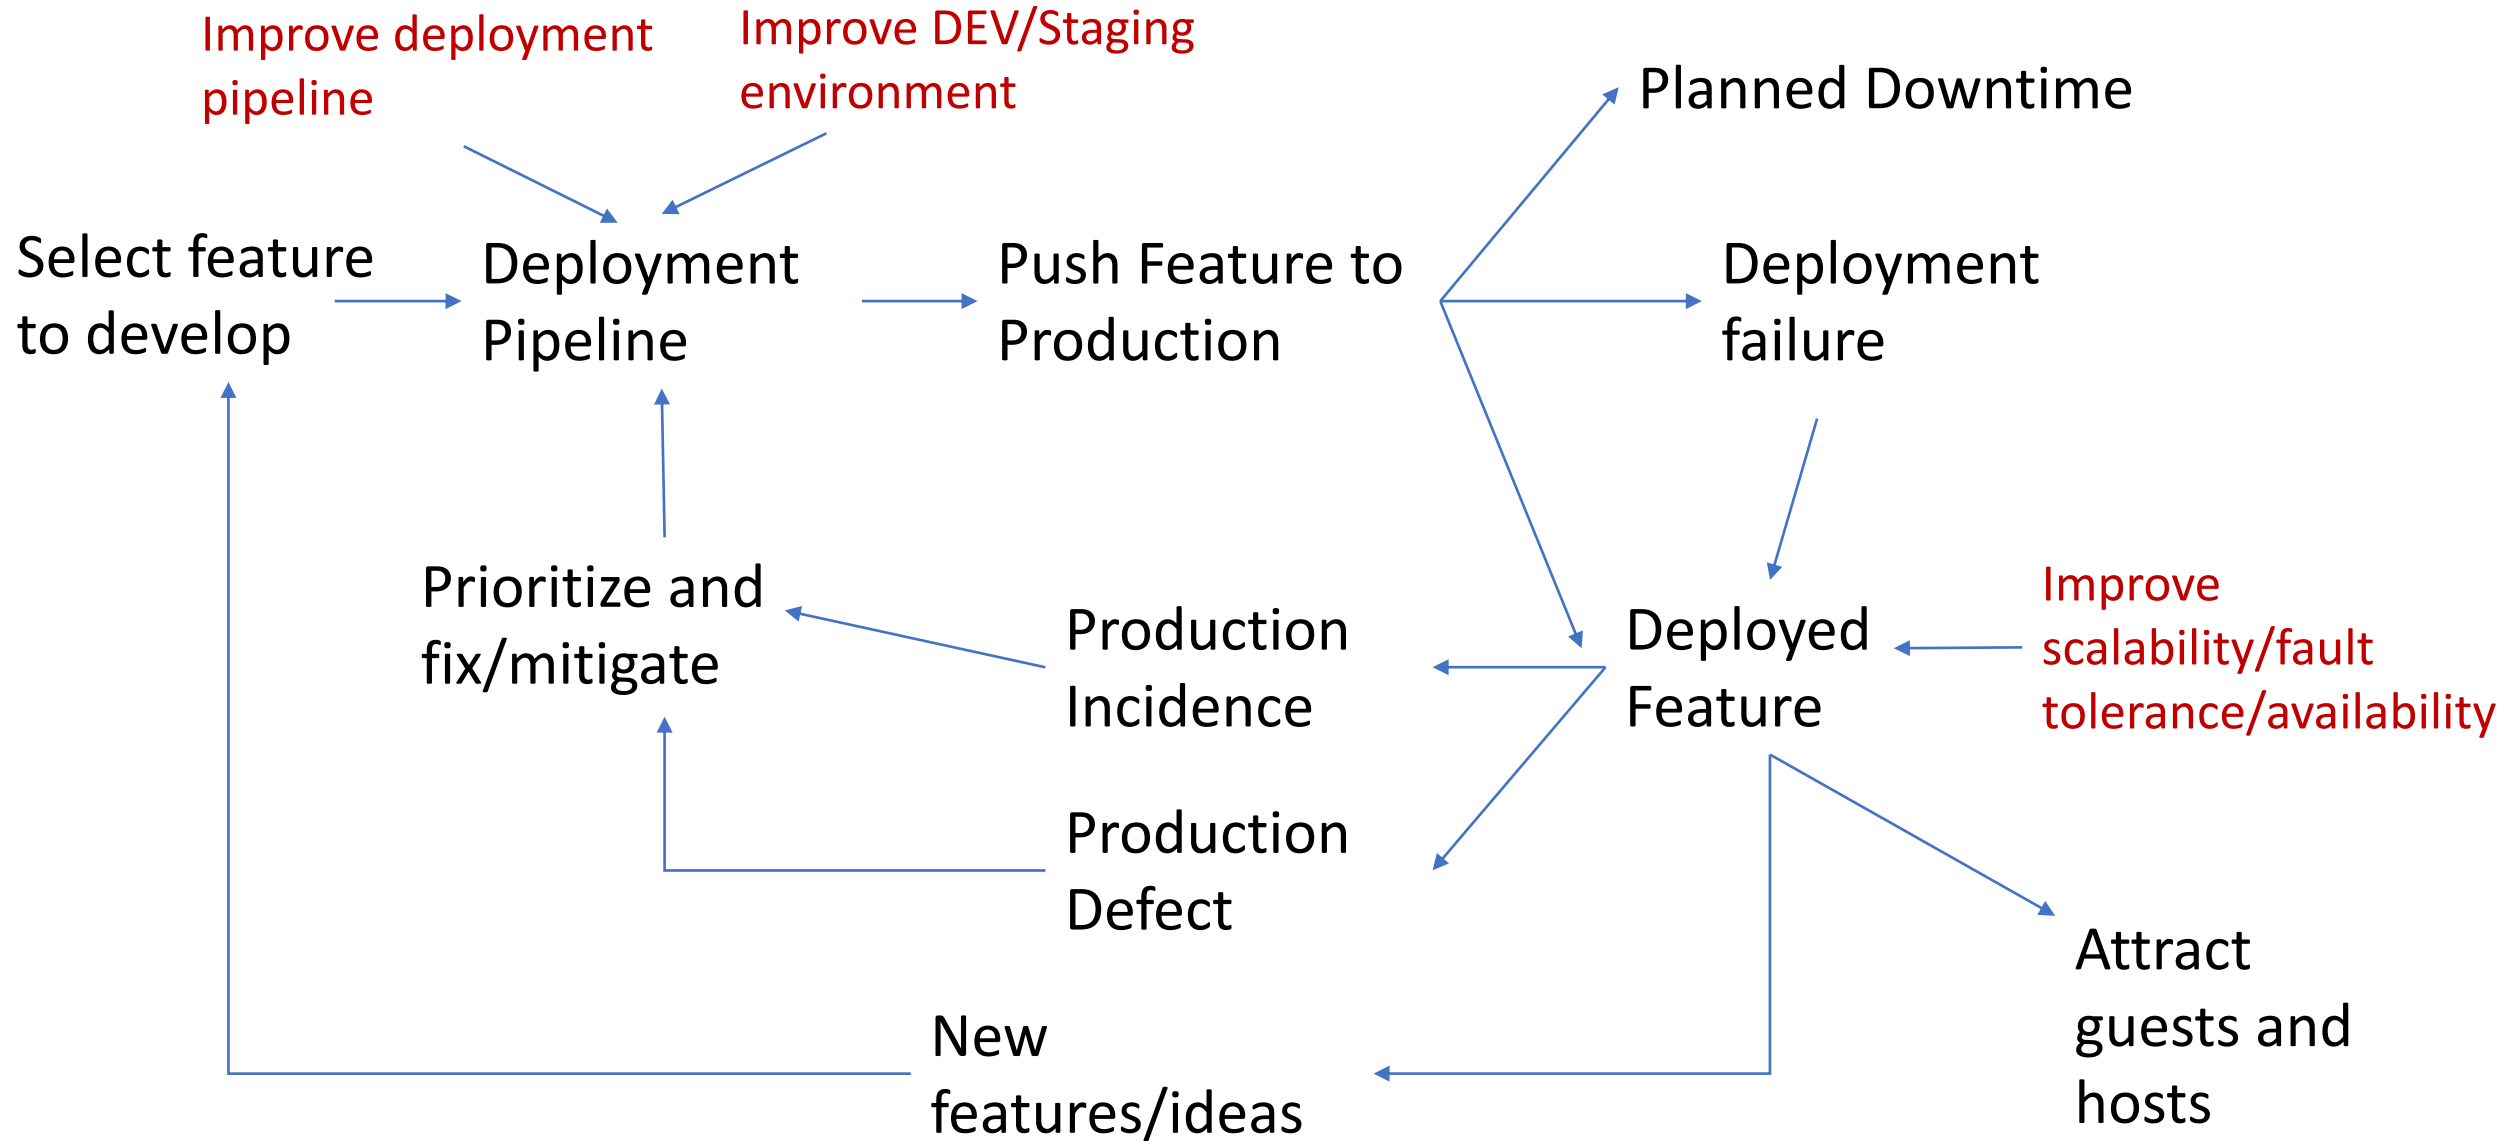 Improve deployment
pipeline
Improve DEV/Staging
environment
Planned Downtime
Select feature
to develop
Deployment
Pipeline
Push Feature to
Production
Deployment
failure
Prioritize and
fix/ mitigate
Production
Incidence
Deployed
Feature
Improve
scalability/fault
tolerance/availability
Production
Defect
Attract
guests and
hosts
New
features/ideas